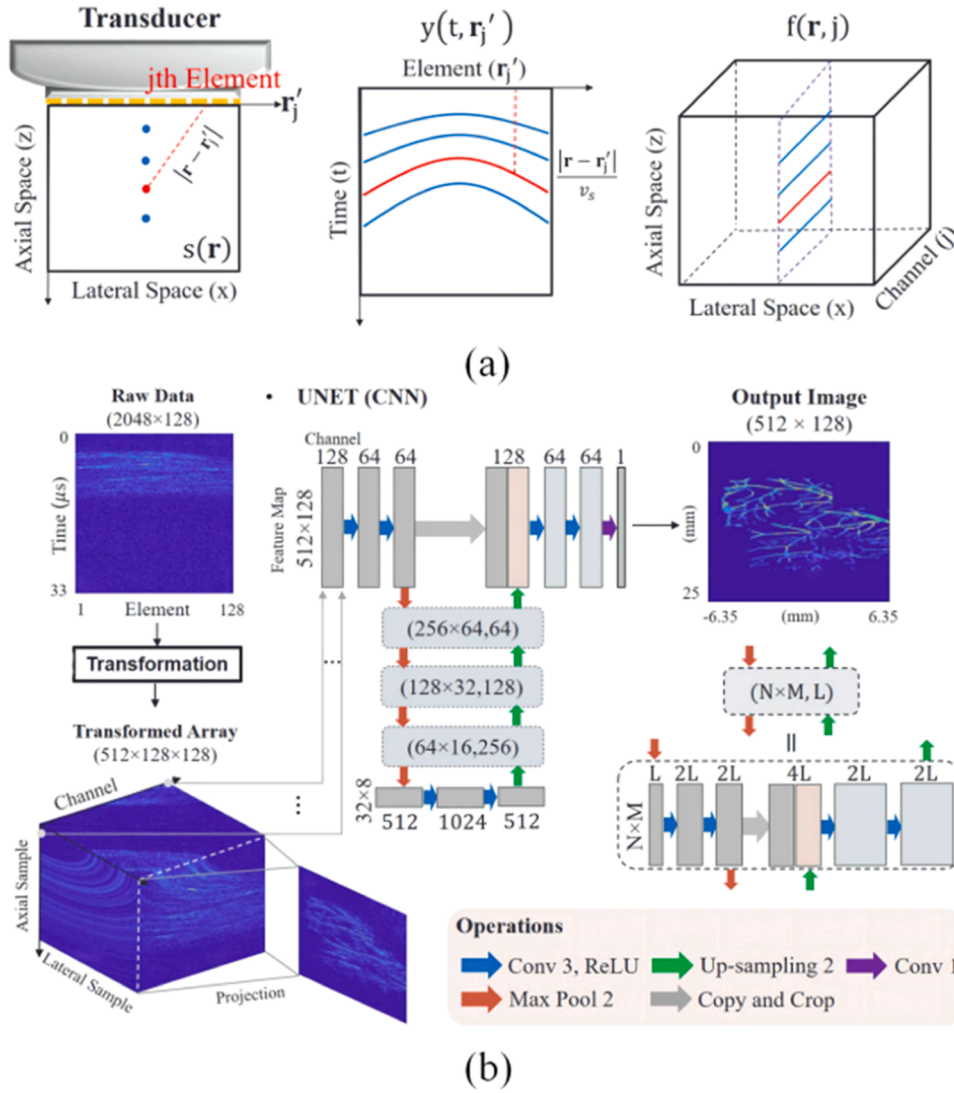 Transducer
jth Element
r′j
|r − r′j|
s(r)
Axial Space (z)
Lateral Space (x)
y(t, rj′)
Element (rj′)
Time (t)
|r − r′j|
vs
f(r, j)
Axial Space (z)
Lateral Space (x)
Channel (j)
(a)
Raw Data
(2048×128)
0
Time (μs)
33
1 Element 128
Transformation
Transformed Array
(512×128×128)
Channel
Axial Sample
Lateral Sample
Projection
• UNET (CNN)
Channel
128 64 64 128 64 64 1
Feature Map
512×128
...
(256×64,64)
(128×32,128)
(64×16,256)
...
32×8
512 1024 512
Output Image
(512 × 128)
0
(mm)
25
-6.35 (mm) 6.35
(N×M, L)
=
L 2L 2L 4L 2L 2L
N×M
Operations
Conv 3, ReLU Up-sampling 2 Conv 1
Max Pool 2 Copy and Crop
(b)